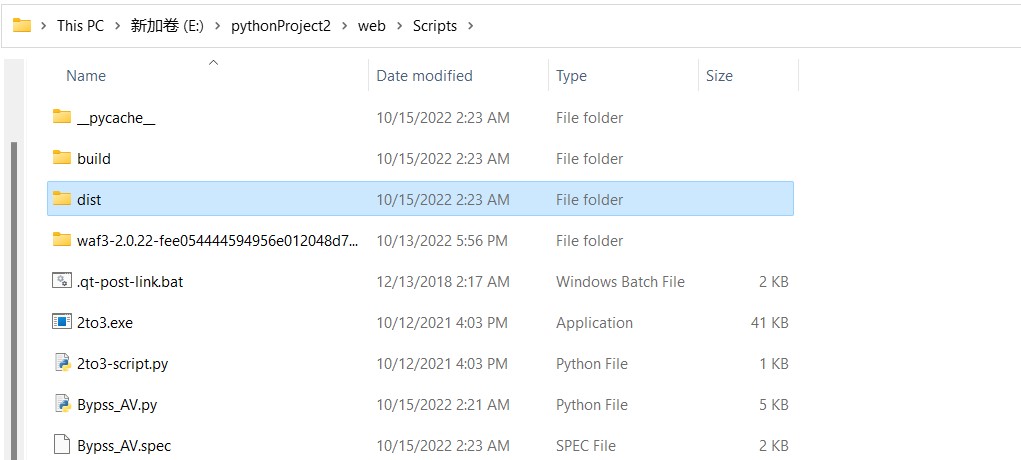 This PC > 新加卷 (E:) > pythonProject2 > web > Scripts >
Name Date modified Type Size
__pycache__ 10/15/2022 2:23 AM File folder
build 10/15/2022 2:23 AM File folder
dist 10/15/2022 2:23 AM File folder
waf3-2.0.22-fee054444594956e012048d7... 10/13/2022 5:56 PM File folder
.qt-post-link.bat 12/13/2018 2:17 AM Windows Batch File 2 KB
2to3.exe 10/12/2021 4:03 PM Application 41 KB
2to3-script.py 10/12/2021 4:03 PM Python File 1 KB
Bypss_AV.py 10/15/2022 2:21 AM Python File 5 KB
Bypss_AV.spec 10/15/2022 2:23 AM SPEC File 2 KB